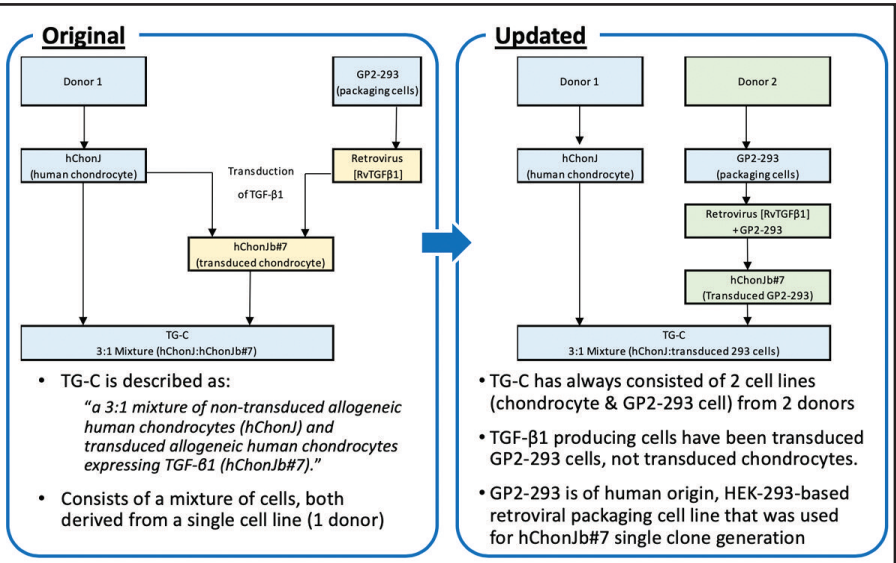 Original
Donor 1
GP2-293
(packaging cells)
hChonJ
(human chondrocyte)
Transduction
of TGF-β1
Retrovirus
[RvTGFβ1]
hChonJb#7
(transduced chondrocyte)
TG-C
3:1 Mixture (hChonJ:hChonJb#7)
• TG-C is described as:
"a 3:1 mixture of non-transduced allogeneic
human chondrocytes (hChonJ) and
transduced allogeneic human chondrocytes
expressing TGF-β1 (hChonJb#7)."
• Consists of a mixture of cells, both
derived from a single cell line (1 donor)
Updated
Donor 1
Donor 2
hChonJ
(human chondrocyte)
GP2-293
(packaging cells)
Retrovirus [RvTGFβ1]
+GP2-293
hChonJb#7
(Transduced GP2-293)
TG-C
3:1 Mixture (hChonJ:transduced 293 cells)
• TG-C has always consisted of 2 cell lines
(chondrocyte & GP2-293 cell) from 2 donors
• TGF-β1 producing cells have been transduced
GP2-293 cells, not transduced chondrocytes.
• GP2-293 is of human origin, HEK-293-based
retroviral packaging cell line that was used
for hChonJb#7 single clone generation